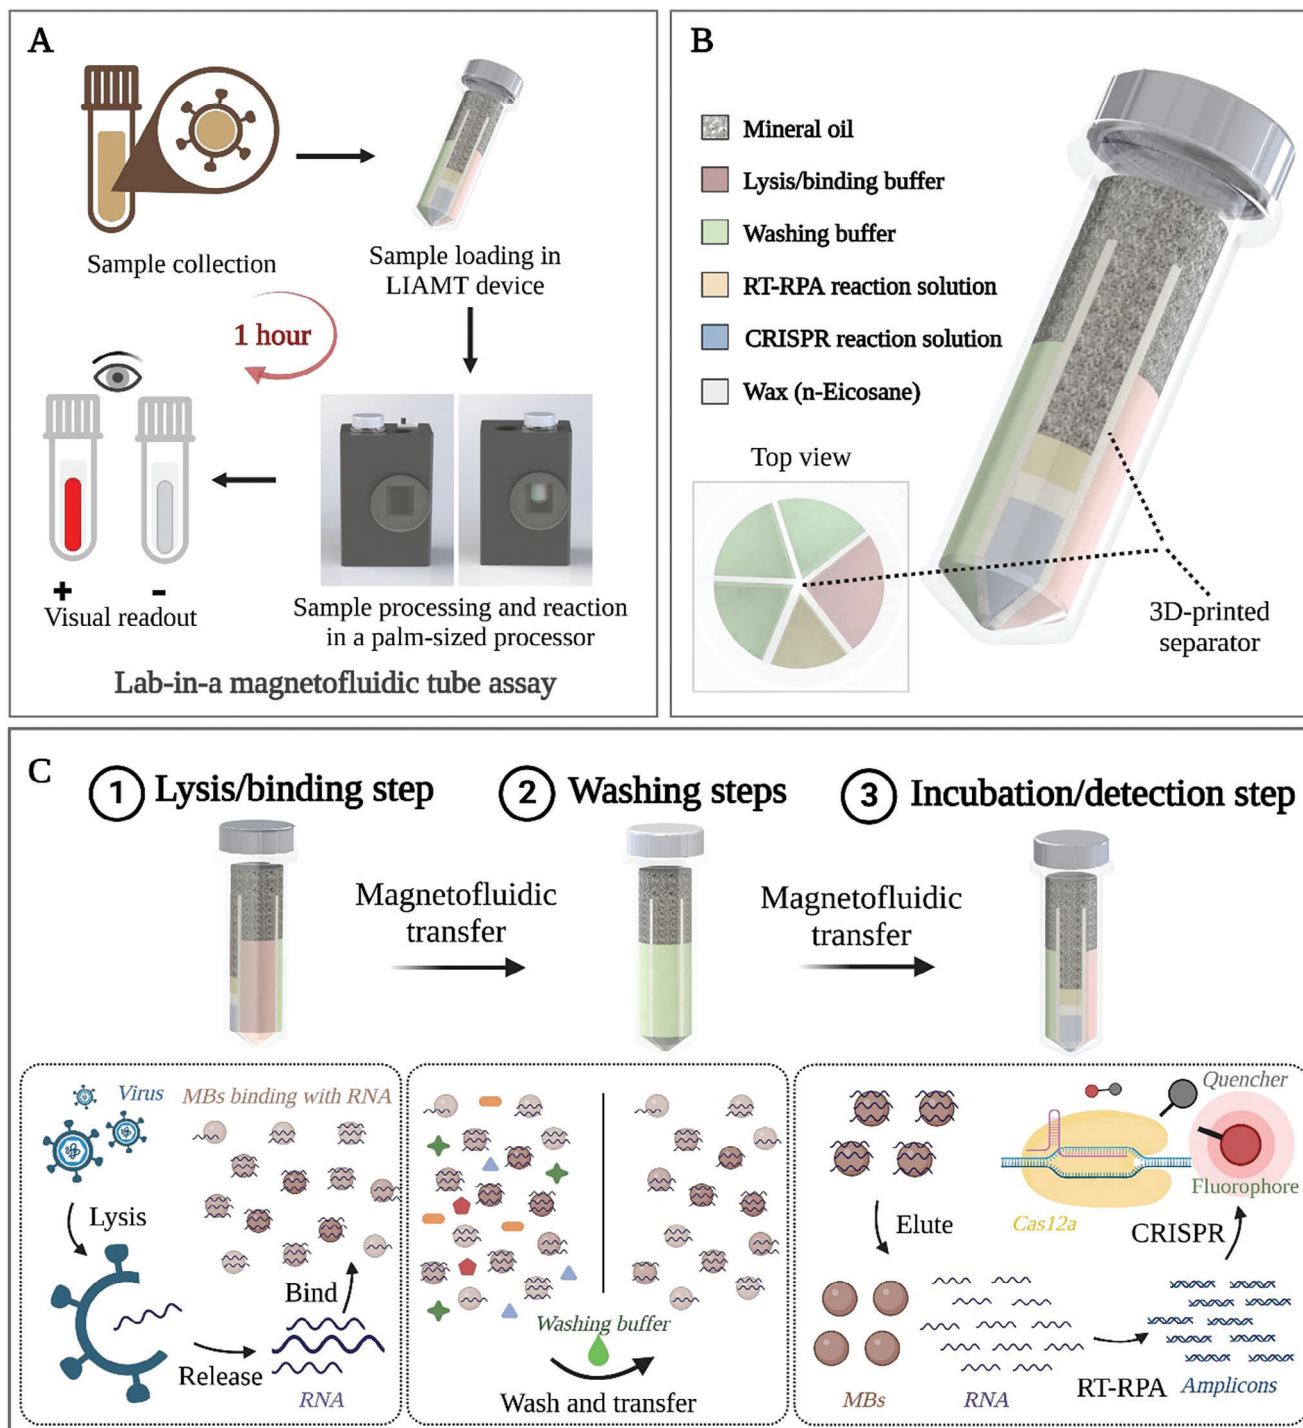 A
Sample collection
Sample loading in
LIAMT device
1 hour
+
-
Visual readout
Sample processing and reaction
in a palm-sized processor
Lab-in-a magnetofluidic tube assay
B
Mineral oil
Lysis/binding buffer
Washing buffer
RT-RPA reaction solution
CRISPR reaction solution
Wax (n-Eicosane)
Top view
3D-printed
separator
C
1 Lysis/binding step
2 Washing steps
3 Incubation/detection step
Magnetofluidic
transfer
Magnetofluidic
transfer
Virus
MBs binding with RNA
Lysis
Bind
Release
RNA
Washing buffer
Wash and transfer
Quencher
Fluorophore
Cas12a
Elute
CRISPR
MBs
RNA
RT-RPA
Amplicons